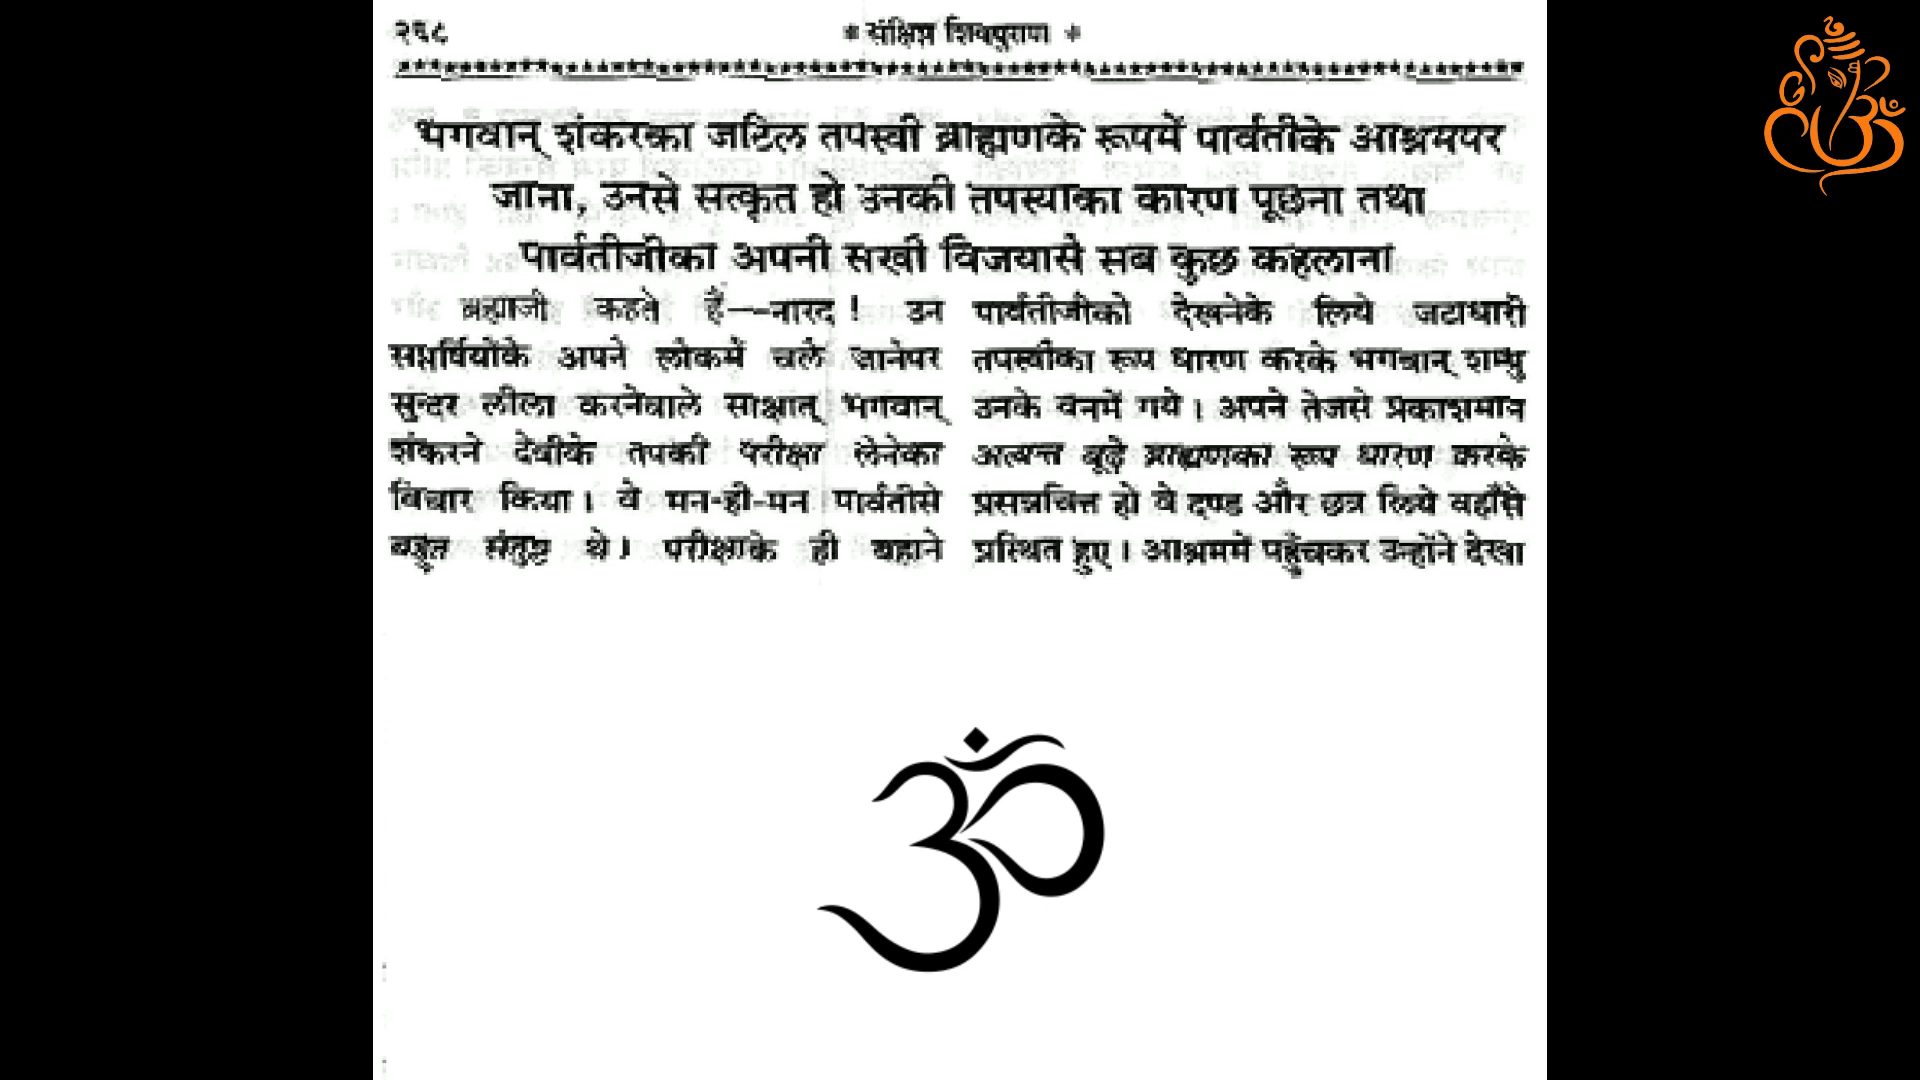 २६८
* संक्षिप्त शिवपुराण *
भगवान् शंकरका जटिल तपस्वी ब्राह्मणके रूपमें पार्वतीके आश्रमपर
जाना, उनसे सत्कृत हो उनकी तपस्याका कारण पूछना तथा
पार्वतीजीका अपनी सखी विजयासे सब कुछ कहलाना
ब्रह्माजी कहते हैं—नारद ! उन
सप्तर्षियोंके अपने लोकमें चले जानेपर
सुन्दर लीला करनेवाले साक्षात् भगवान्
शंकरने देवीके तपकी परीक्षा लेनेका
विचार किया। वे मन-ही-मन पार्वतीसे
बहुत संतुष्ट थे। परीक्षाके ही बहाने
पार्वतीजीको देखनेके लिये जटाधारी
तपस्वीका रूप धारण करके भगवान् शम्भु
उनके वनमें गये। अपने तेजसे प्रकाशमान
अत्यन्त बूढ़े ब्राह्मणका रूप धारण करके
प्रसन्नचित्त हो वे दण्ड और छत्र लिये वहाँसे
प्रस्थित हुए। आश्रममें पहुँचकर उन्होंने देखा
ॐ